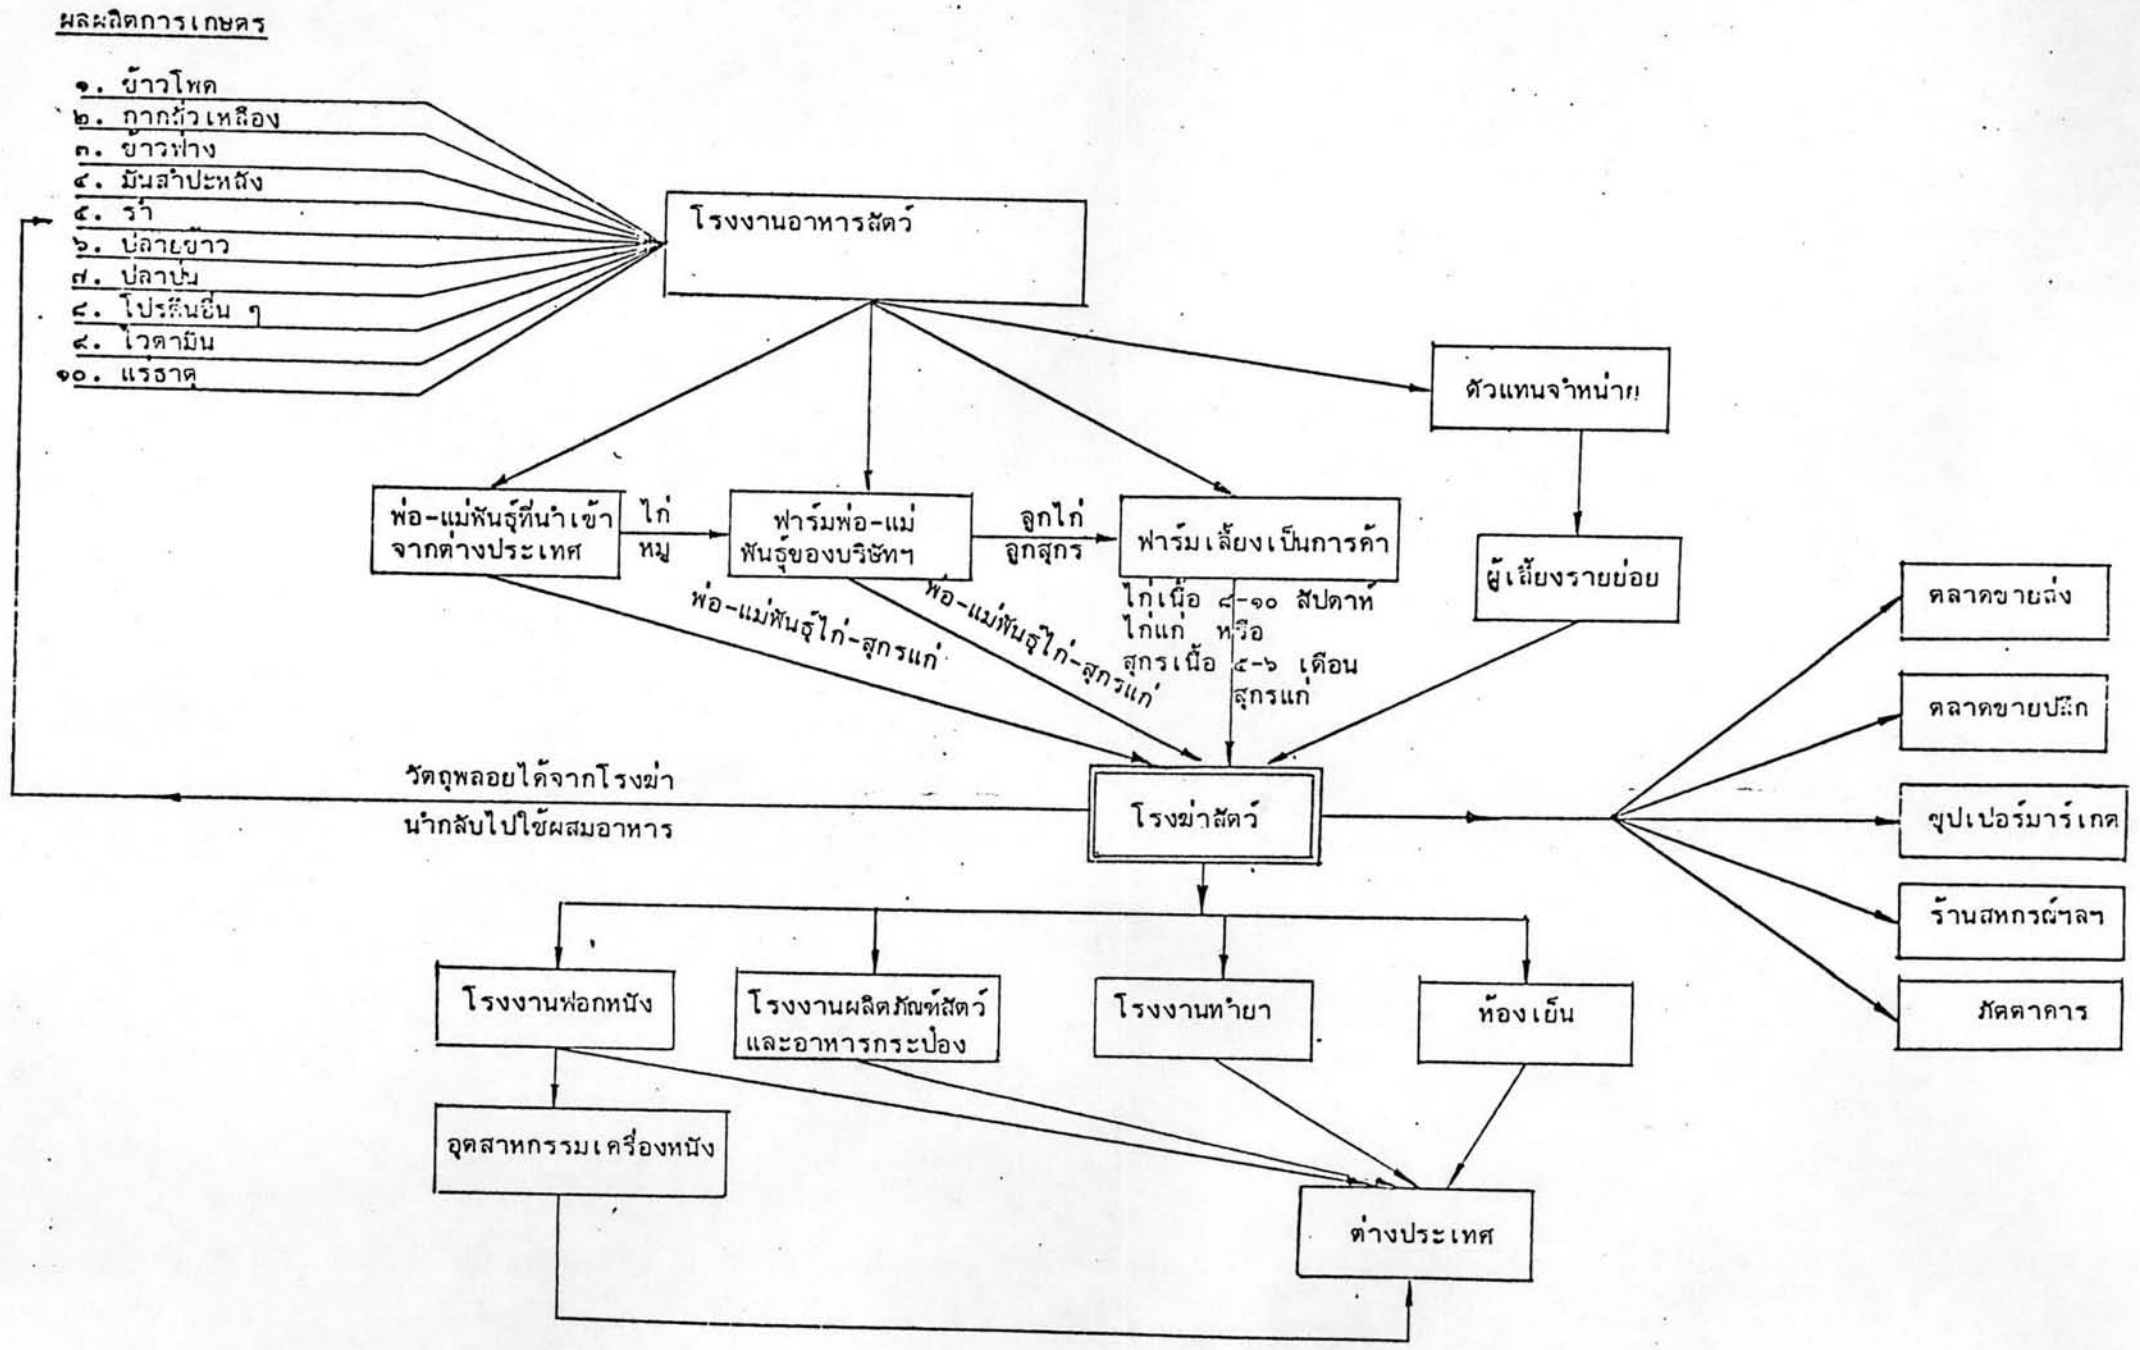 ผลผลิตการเกษตร
๑. ข้าวโพด
๒. กากถั่วเหลือง
๓. ข้าวฟ่าง
๔. มันสำปะหลัง
๕. รำ
๖. ปลายข้าว
๗. ปลาป่น
๘. โปรตีนอื่น ๆ
๙. ไวตามิน
๑๐. แร่ธาตุ
โรงงานอาหารสัตว์
ตัวแทนจำหน่าย
พ่อ-แม่พันธุ์ที่นำเข้า
จากต่างประเทศ
ไก่
หมู
ฟาร์มพ่อ-แม่
พันธุ์ของบริษัทฯ
ลูกไก่
ลูกสุกร
ฟาร์มเลี้ยงเป็นการค้า
ผู้เลี้ยงรายย่อย
พ่อ-แม่พันธุ์ไก่-สุกรแก่
พ่อ-แม่พันธุ์ไก่-สุกรแก่
ไก่เนื้อ ๘-๑๐ สัปดาห์
ไก่แก่ หรือ
สุกรเนื้อ ๕-๖ เดือน
สุกรแก่
ตลาดขายส่ง
ตลาดขายปลีก
ซุปเปอร์มาร์เกต
ร้านสหกรณ์ฯลฯ
ภัตตาคาร
วัตถุพลอยได้จากโรงฆ่า
นำกลับไปใช้ผสมอาหาร
โรงฆ่าสัตว์
โรงงานฟอกหนัง
โรงงานผลิตภัณฑ์สัตว์
และอาหารกระป๋อง
โรงงานทำยา
ห้องเย็น
อุตสาหกรรมเครื่องหนัง
ต่างประเทศ